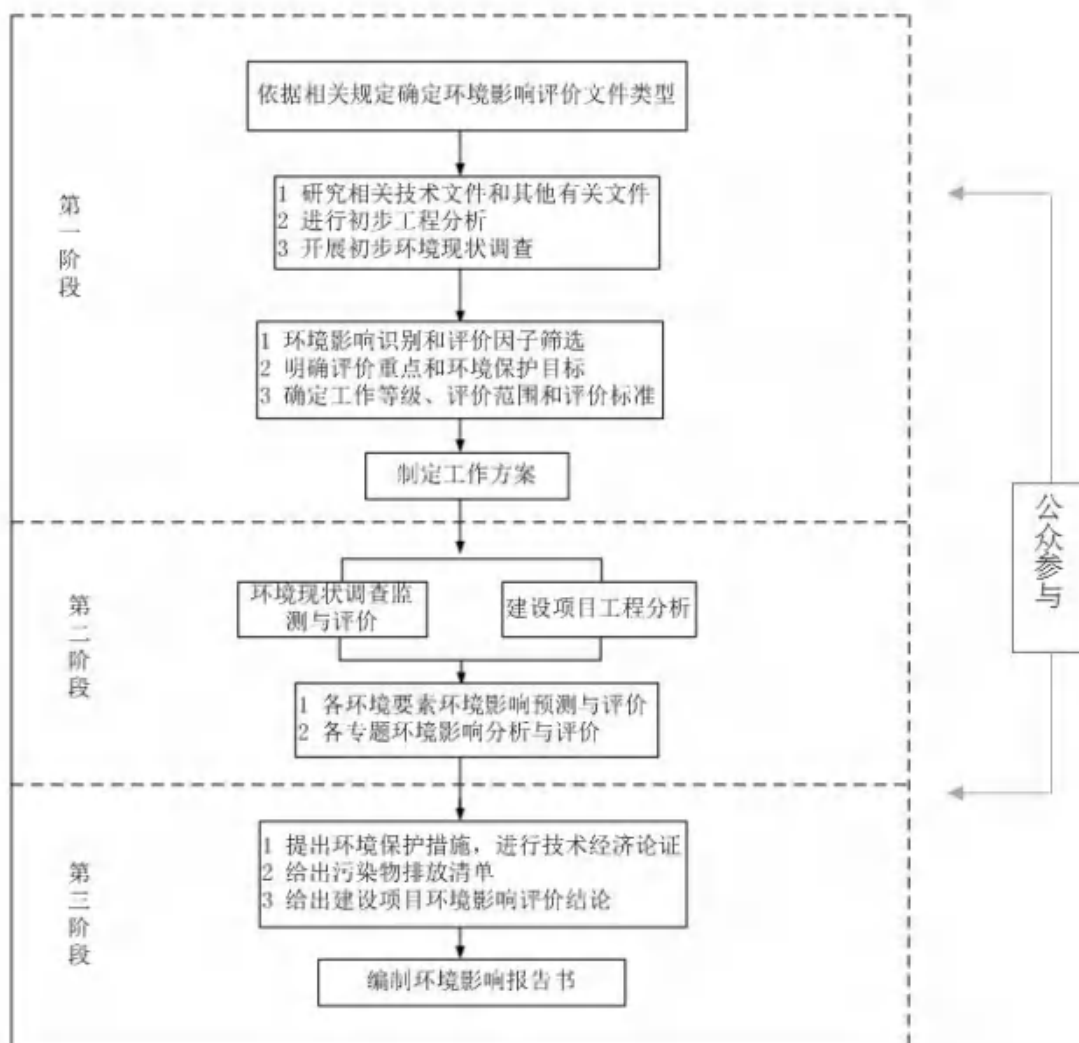 依据相关规定确定环境影响评价文件类型
第一阶段
1 研究相关技术文件和其他有关文件
2 进行初步工程分析
3 开展初步环境现状调查
1 环境影响识别和评价因子筛选
2 明确评价重点和环境保护目标
3 确定工作等级、评价范围和评价标准
制定工作方案
公众参与
第二阶段
环境现状调查监
测与评价
建设项目工程分析
1 各环境要素环境影响预测与评价
2 各专题环境影响分析与评价
第三阶段
1 提出环境保护措施，进行技术经济论证
2 给出污染物排放清单
3 给出建设项目环境影响评价结论
编制环境影响报告书